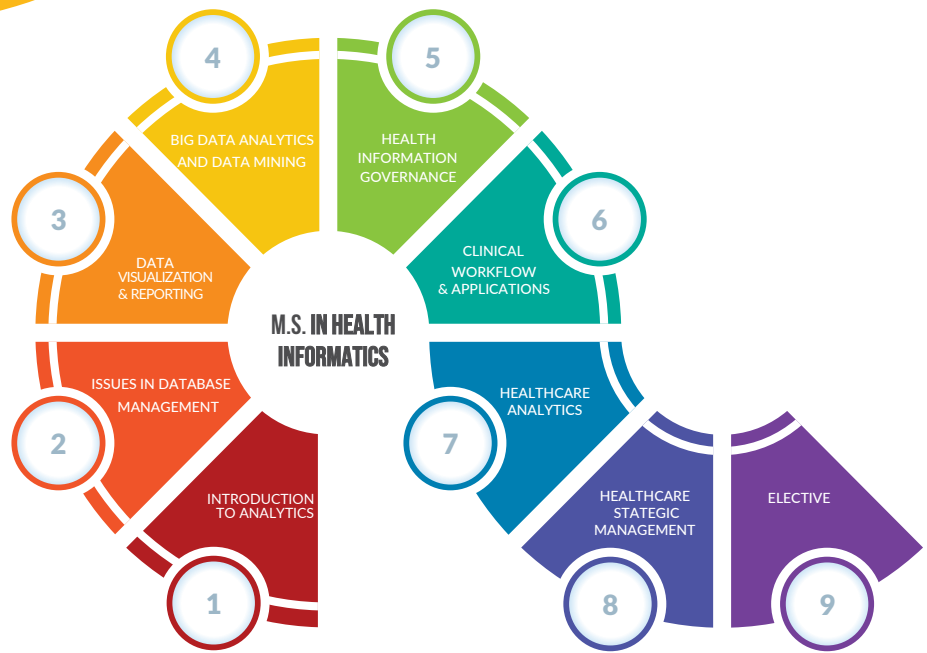 4
5
BIG DATA ANALYTICS
AND DATA MINING
HEALTH
INFORMATION
GOVERNANCE
3
6
DATA
VISUALIZATION
& REPORTING
CLINICAL
WORKFLOW
& APPLICATIONS
M.S. IN HEALTH
INFORMATICS
ISSUES IN DATABASE
MANAGEMENT
2
HEALTHCARE
ANALYTICS
7
INTRODUCTION
TO ANALYTICS
1
HEALTHCARE
STATEGIC
MANAGEMENT
8
ELECTIVE
9